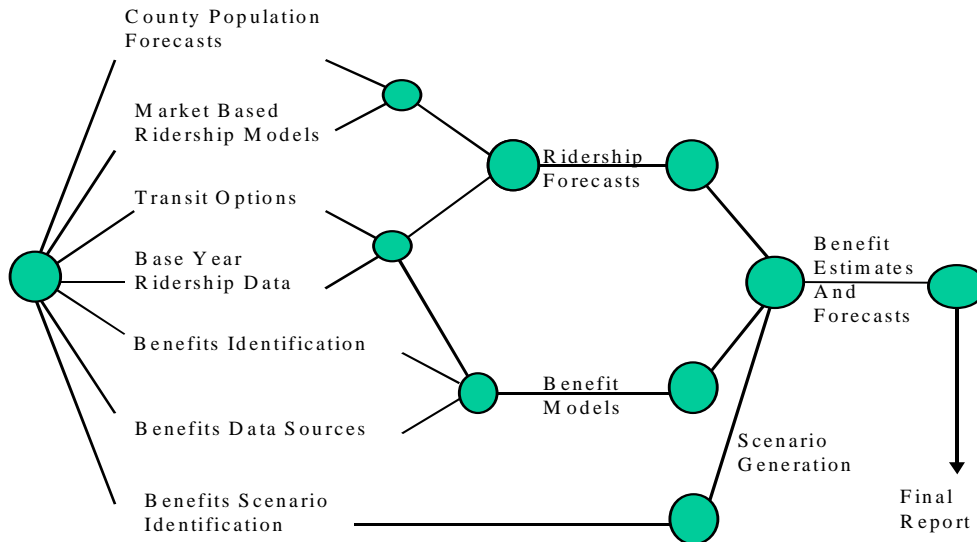 County Population
Forecasts
Market Based
Ridership Models
Transit Options
Base Year
Ridership Data
Benefits Identification
Benefits Data Sources
Benefits Scenario
Identification
Ridership
Forecasts
Benefit
Models
Scenario
Generation
Benefit
Estimates
And
Forecasts
Final
Report